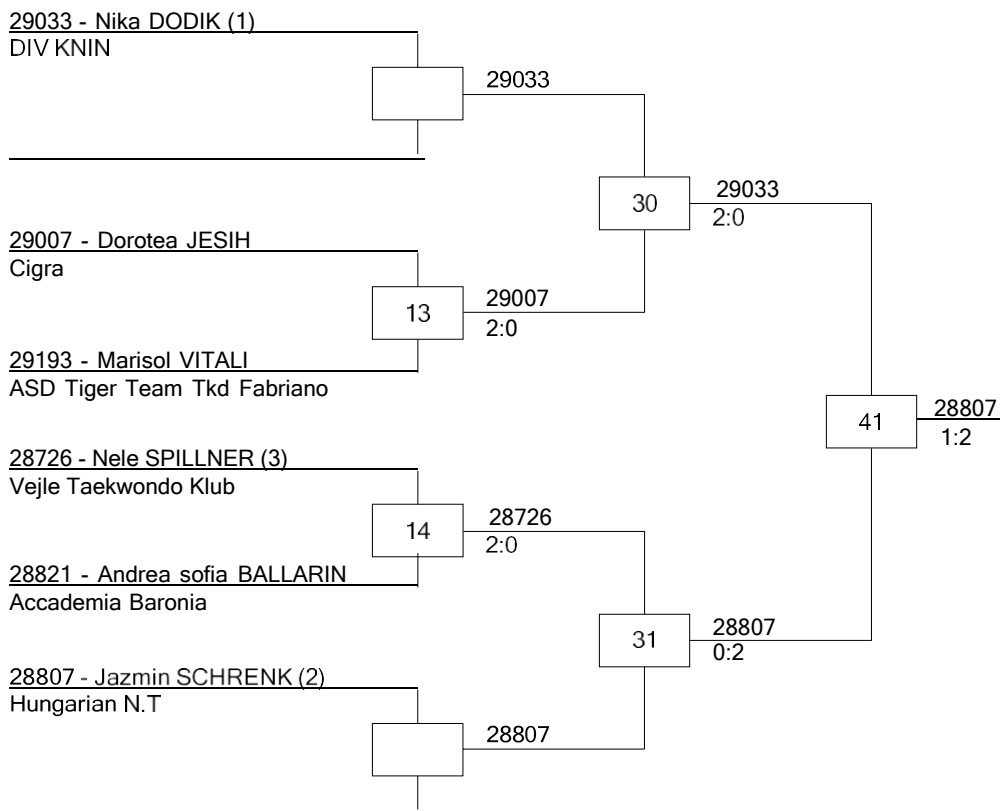 29033 - Nika DODIK (1)
DIV KNIN
29033
30
29033
2:0
29007 - Dorotea JESIH
Cigra
13
29007
2:0
29193 - Marisol VITALI
ASD Tiger Team Tkd Fabriano
41
28807
1:2
28726 - Nele SPILLNER (3)
Vejle Taekwondo Klub
14
28726
2:0
28821 - Andrea sofia BALLARIN
Accademia Baronia
31
28807
0:2
28807 - Jazmin SCHRENK (2)
Hungarian N.T
28807